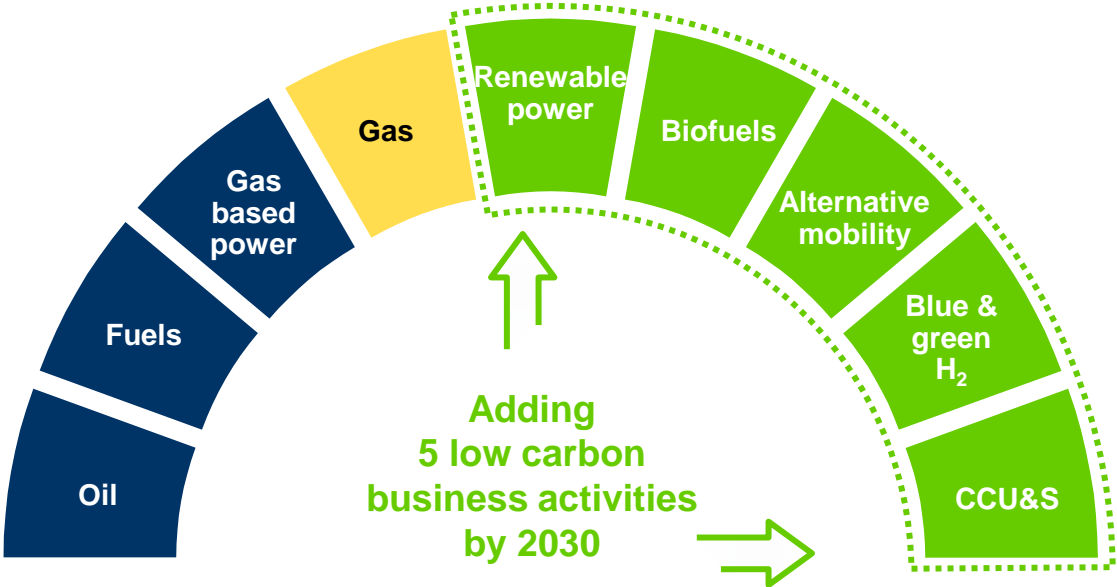 Oil
Fuels
Gas
based
power
Gas
Renewable
power
Biofuels
Alternative
mobility
Blue &
green
H₂
CCU&S
Adding
5 low carbon
business activities
by 2030